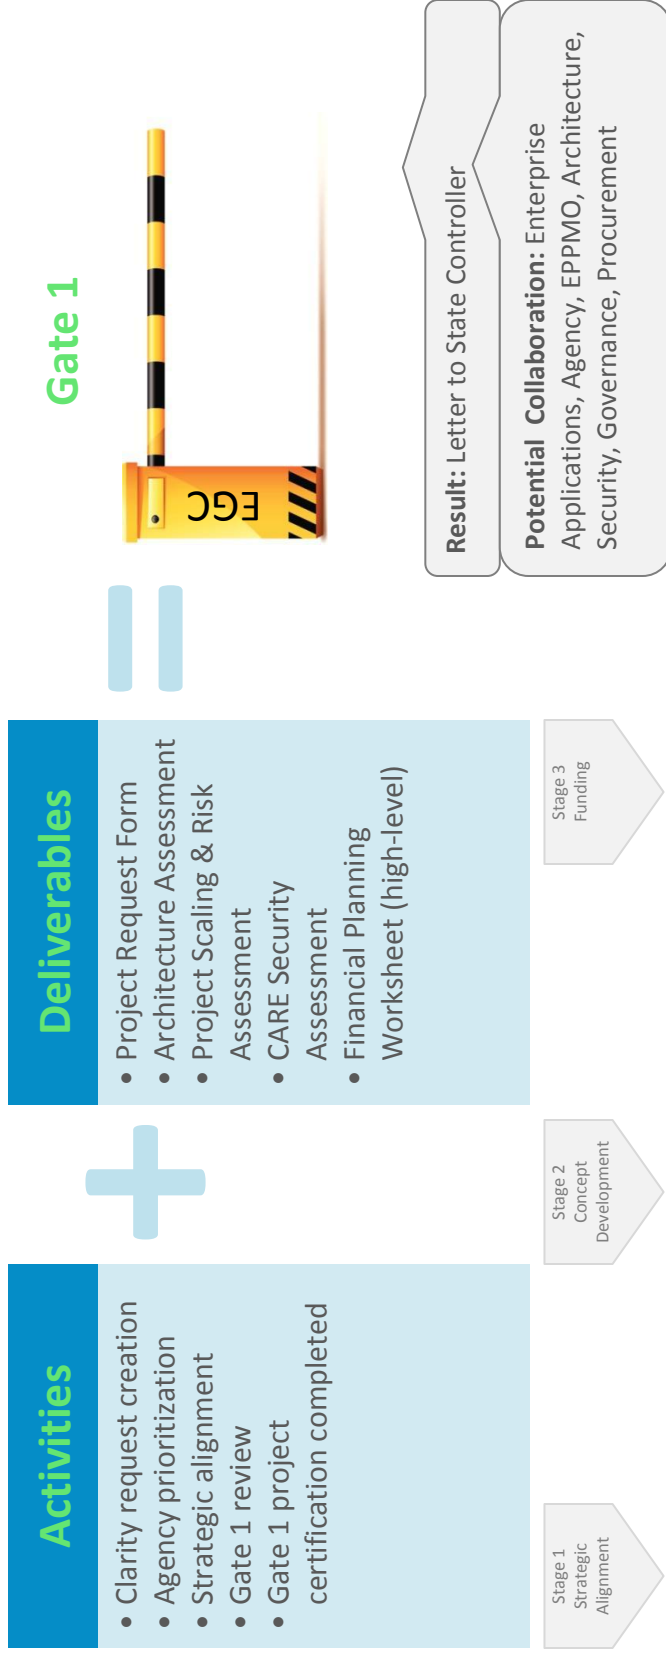 Activities
• Clarity request creation
• Agency prioritization
• Strategic alignment
• Gate 1 review
• Gate 1 project
certification completed
Deliverables
• Project Request Form
• Architecture Assessment
• Project Scaling & Risk
Assessment
• CARE Security
Assessment
• Financial Planning
Worksheet (high-level)
Gate 1
EGC
Result: Letter to State Controller
Potential Collaboration: Enterprise
Applications, Agency, EPPMO, Architecture,
Security, Governance, Procurement
Stage 1
Strategic
Alignment
Stage 2
Concept
Development
Stage 3
Funding